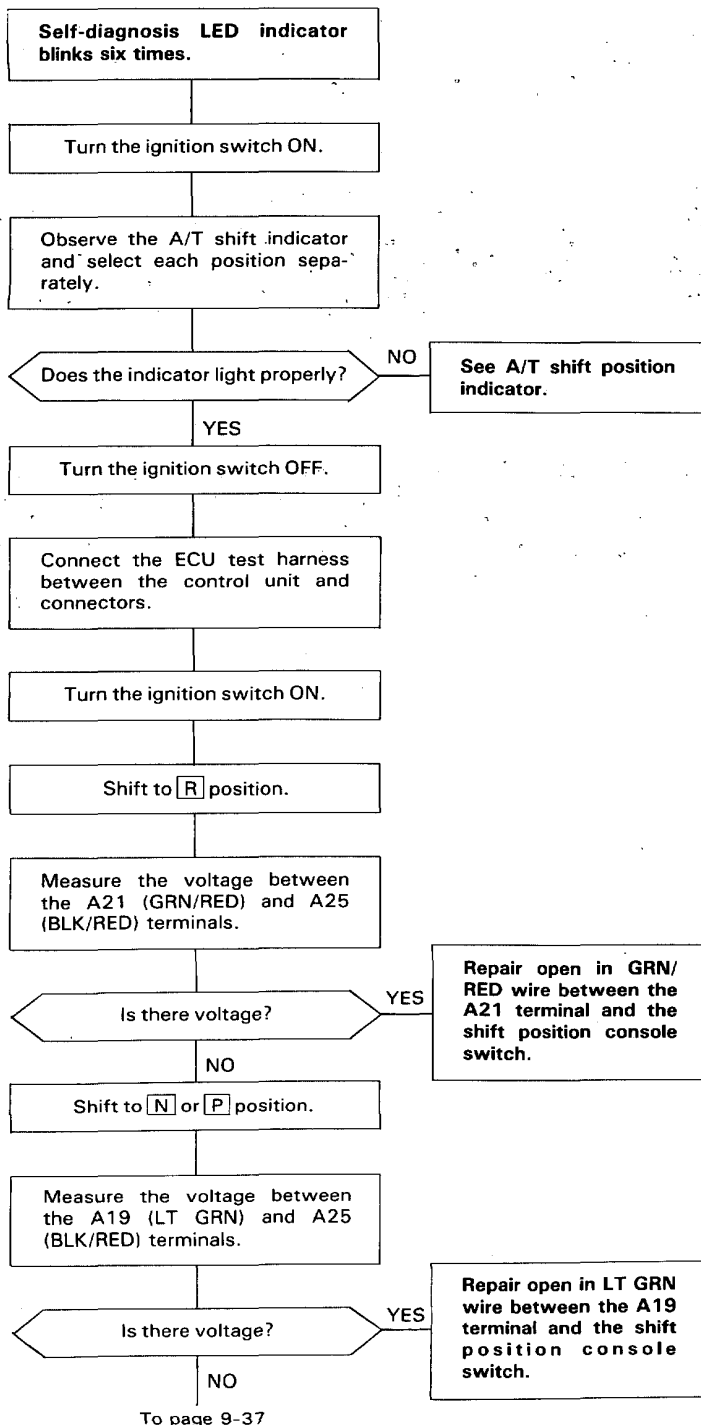 Self-diagnosis LED indicator
blinks six times.
Turn the ignition switch ON.
Observe the A/T shift indicator
and select each position sepa-
rately.
Does the indicator light properly?
NO
See A/T shift position
indicator.
YES
Turn the ignition switch OFF.
Connect the ECU test harness
between the control unit and
connectors.
Turn the ignition switch ON.
Shift to R position.
Measure the voltage between
the A21 (GRN/RED) and A25
(BLK/RED) terminals.
Is there voltage?
YES
Repair open in GRN/
RED wire between the
A21 terminal and the
shift position console
switch.
NO
Shift to N or P position.
Measure the voltage between
the A19 (LT GRN) and A25
(BLK/RED) terminals.
Is there voltage?
YES
Repair open in LT GRN
wire between the A19
terminal and the shift
position console
switch.
NO
To page 9-37